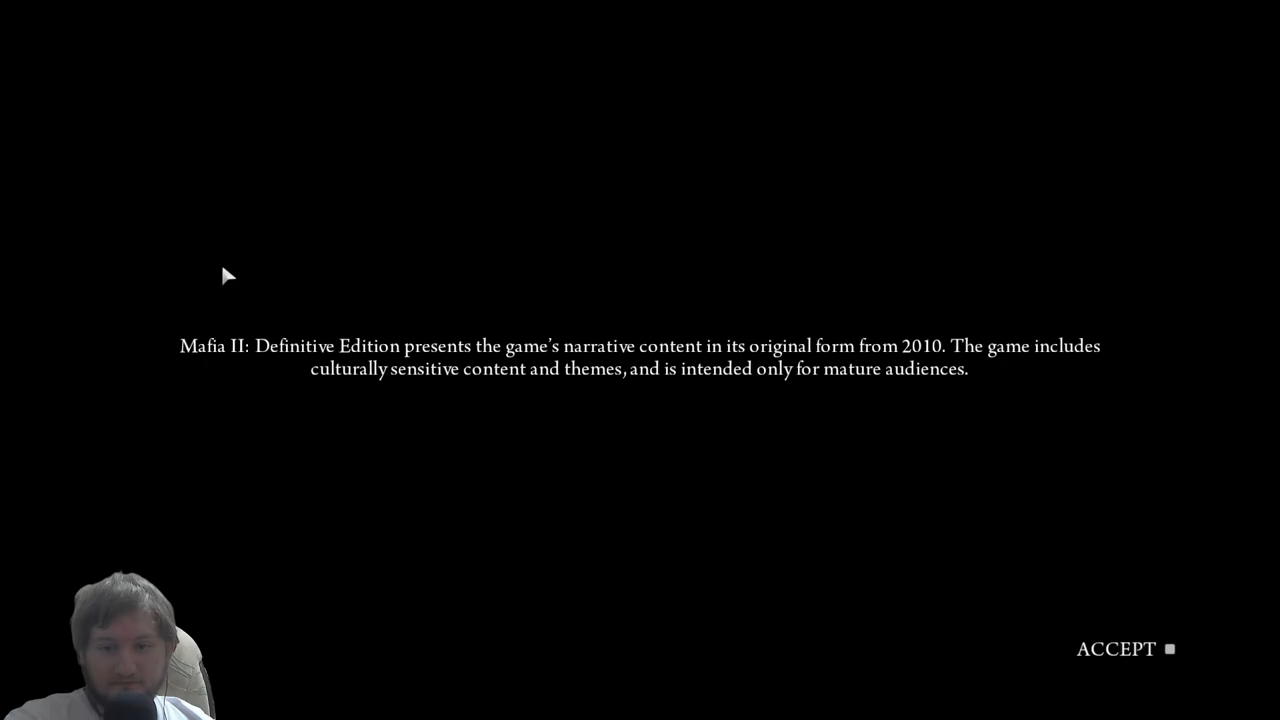 Mafia II: Definitive Edition presents the game's narrative content in its original form from 2010. The game includes
culturally sensitive content and themes, and is intended only for mature audiences.
ACCEPT